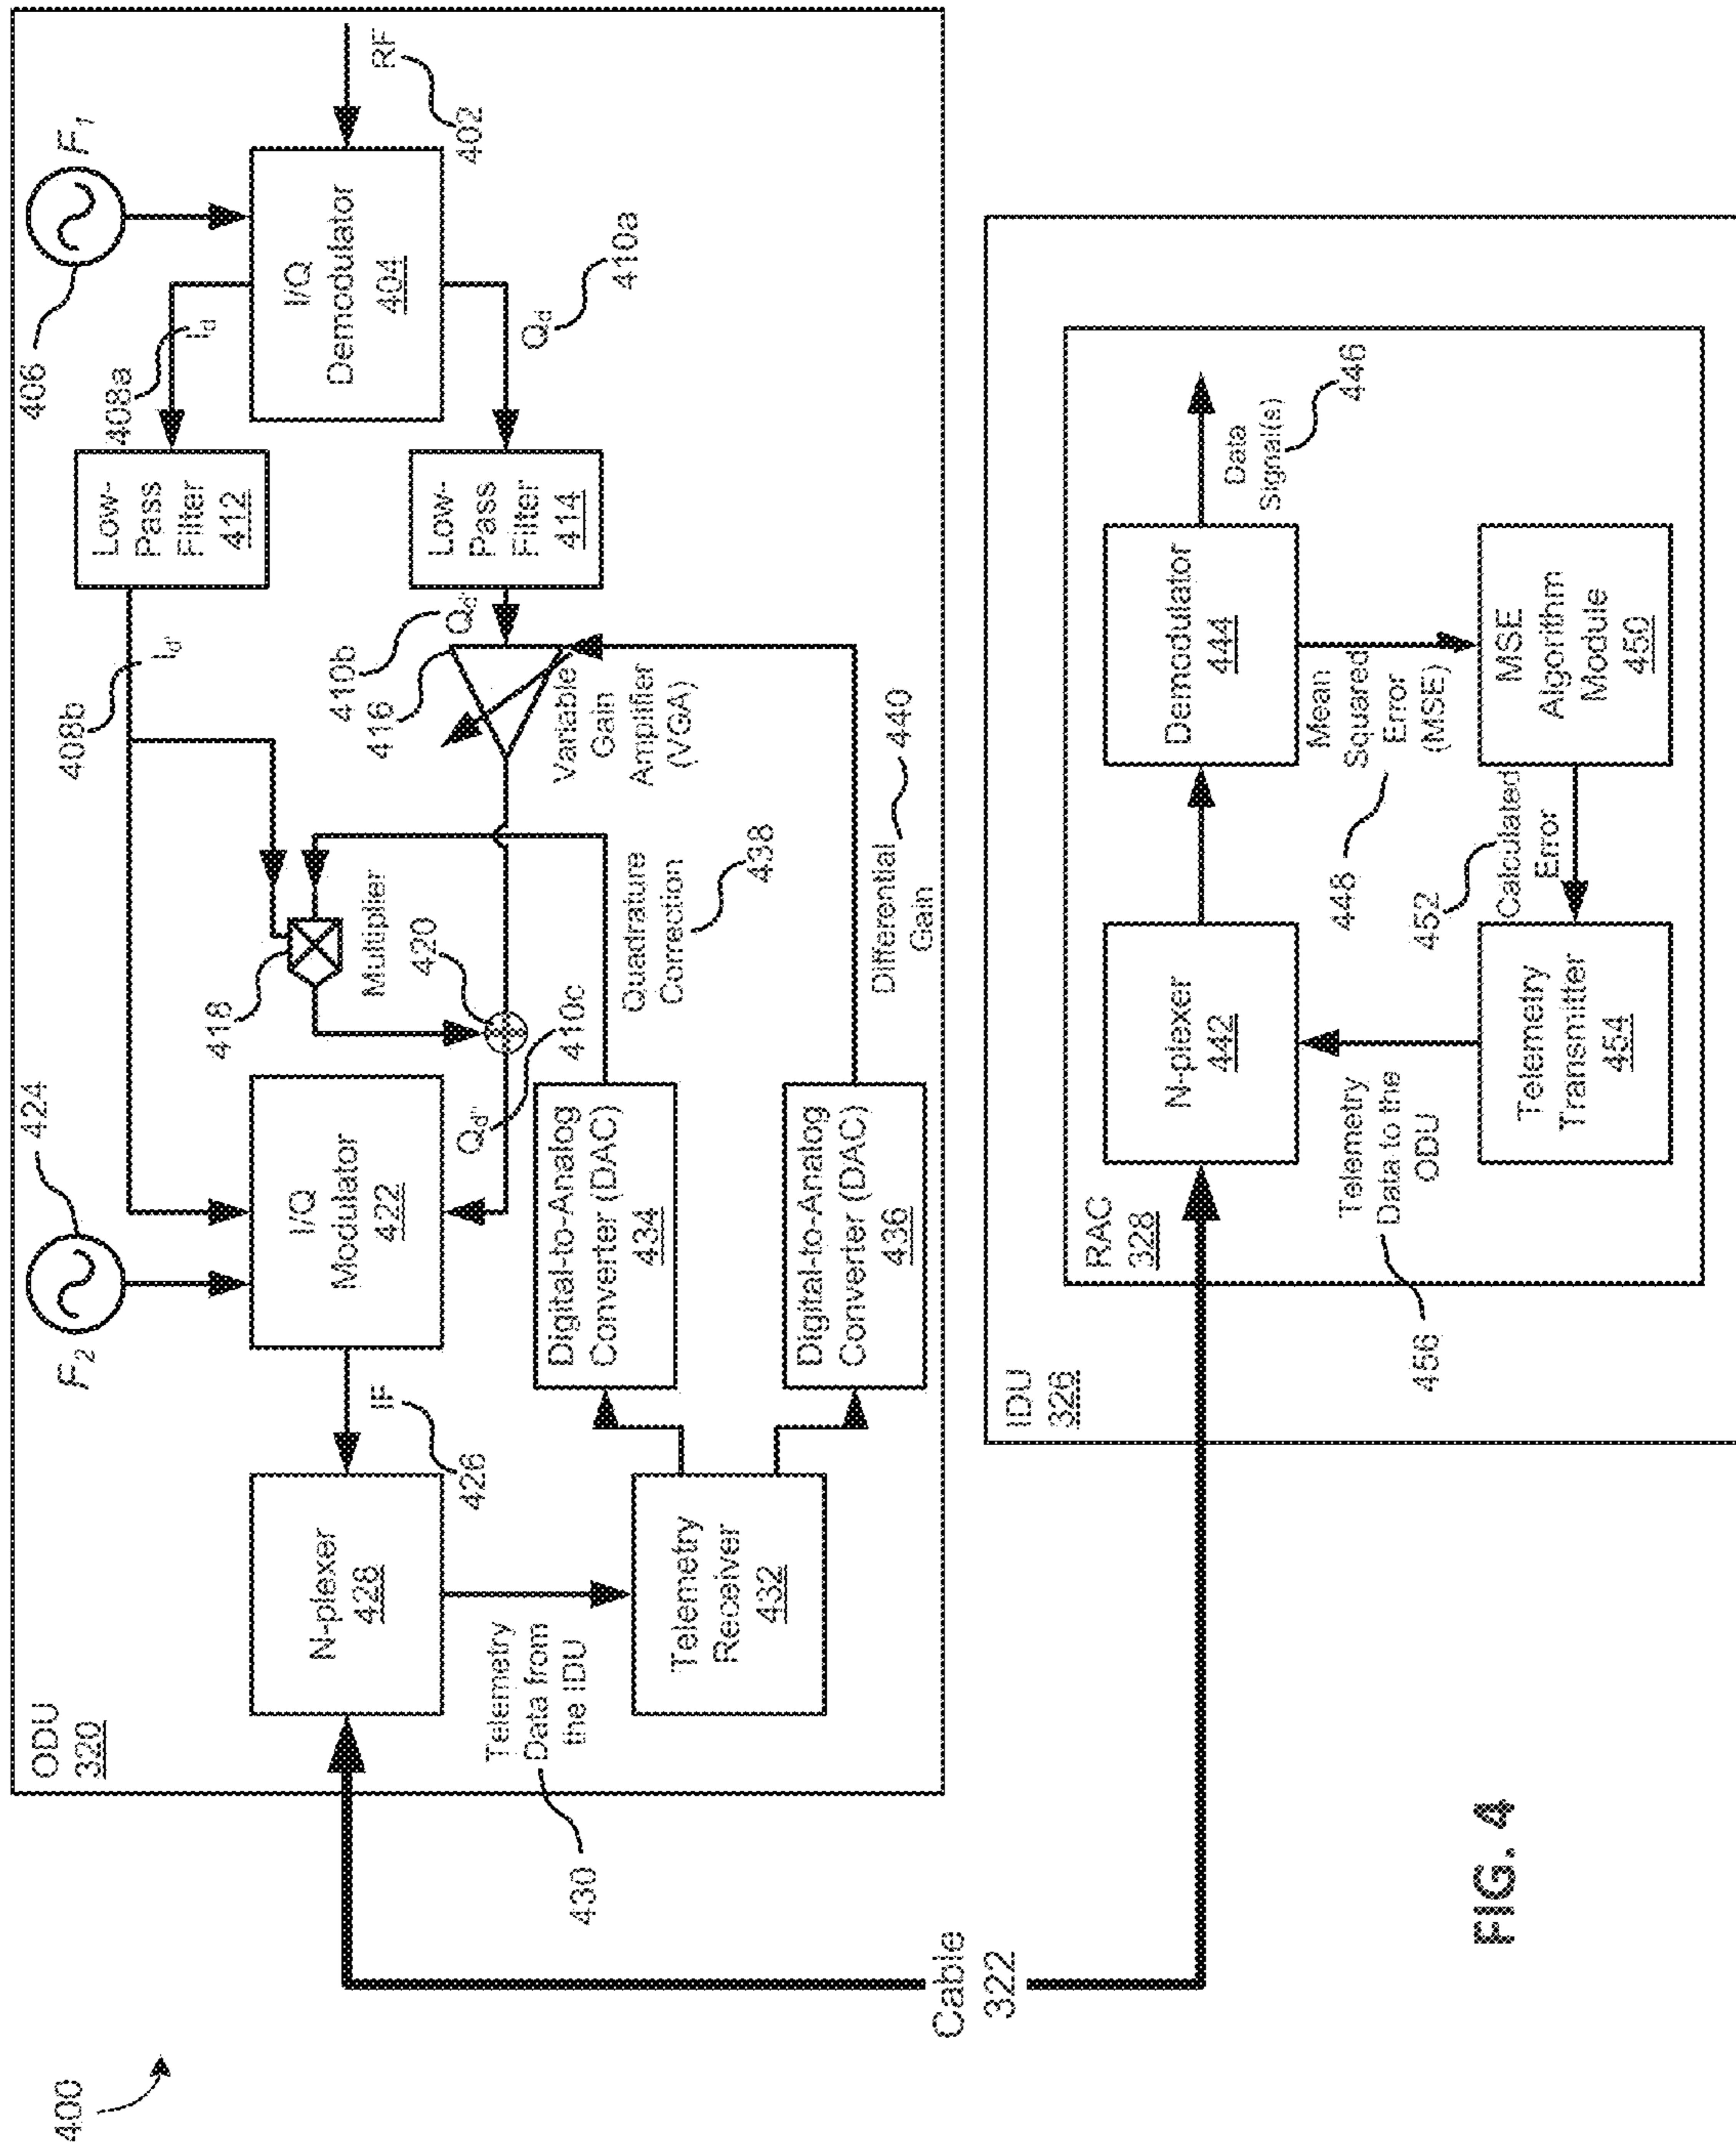 400
ODU
320
F₂
424
406
F₁
N-plexer
428
IF
426
I/Q
Modulator
422
408b
Id'
Low-
Pass
Filter
412
408a
Id
I/Q
Demodulator
404
RF
402
418
Multiplier
420
Qd''
410c
416
410b
Qd'
Variable
Gain
Amplifier
(VGA)
Low-
Pass
Filter
414
Qd
410a
Telemetry
Data from
the IDU
430
Telemetry
Receiver
432
Digital-to-Analog
Converter (DAC)
434
Quadrature
Correction
438
Digital-to-Analog
Converter (DAC)
436
Differential
Gain
440
Cable
322
IDU
326
RAC
328
N-plexer
442
Demodulator
444
Data
Signal(s)
446
Telemetry
Data to the
ODU
456
Mean
Squared
Error
(MSE)
448
452
Calculated
Error
Telemetry
Transmitter
454
MSE
Algorithm
Module
450
FIG. 4